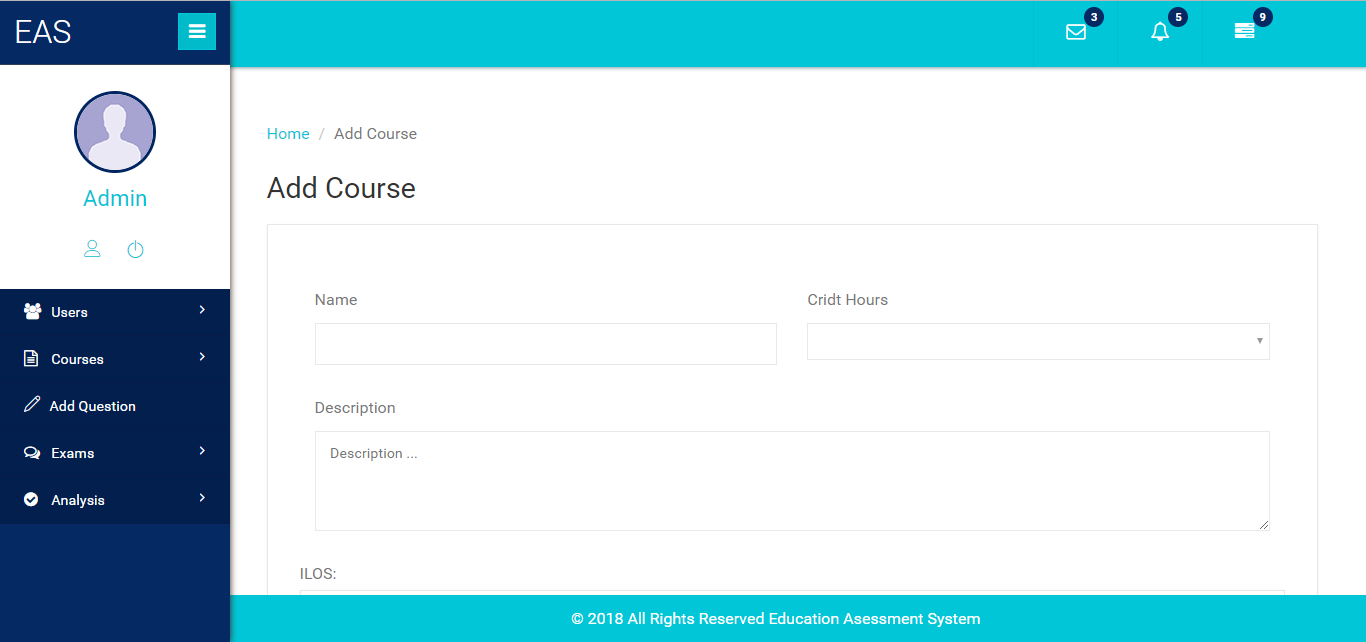 EAS
3
5
9
Admin
Users
Courses
Add Question
Exams
Analysis
Home / Add Course
Add Course
Name
Cridt Hours
Description
Description ...
ILOS:
© 2018 All Rights Reserved Education Asessment System